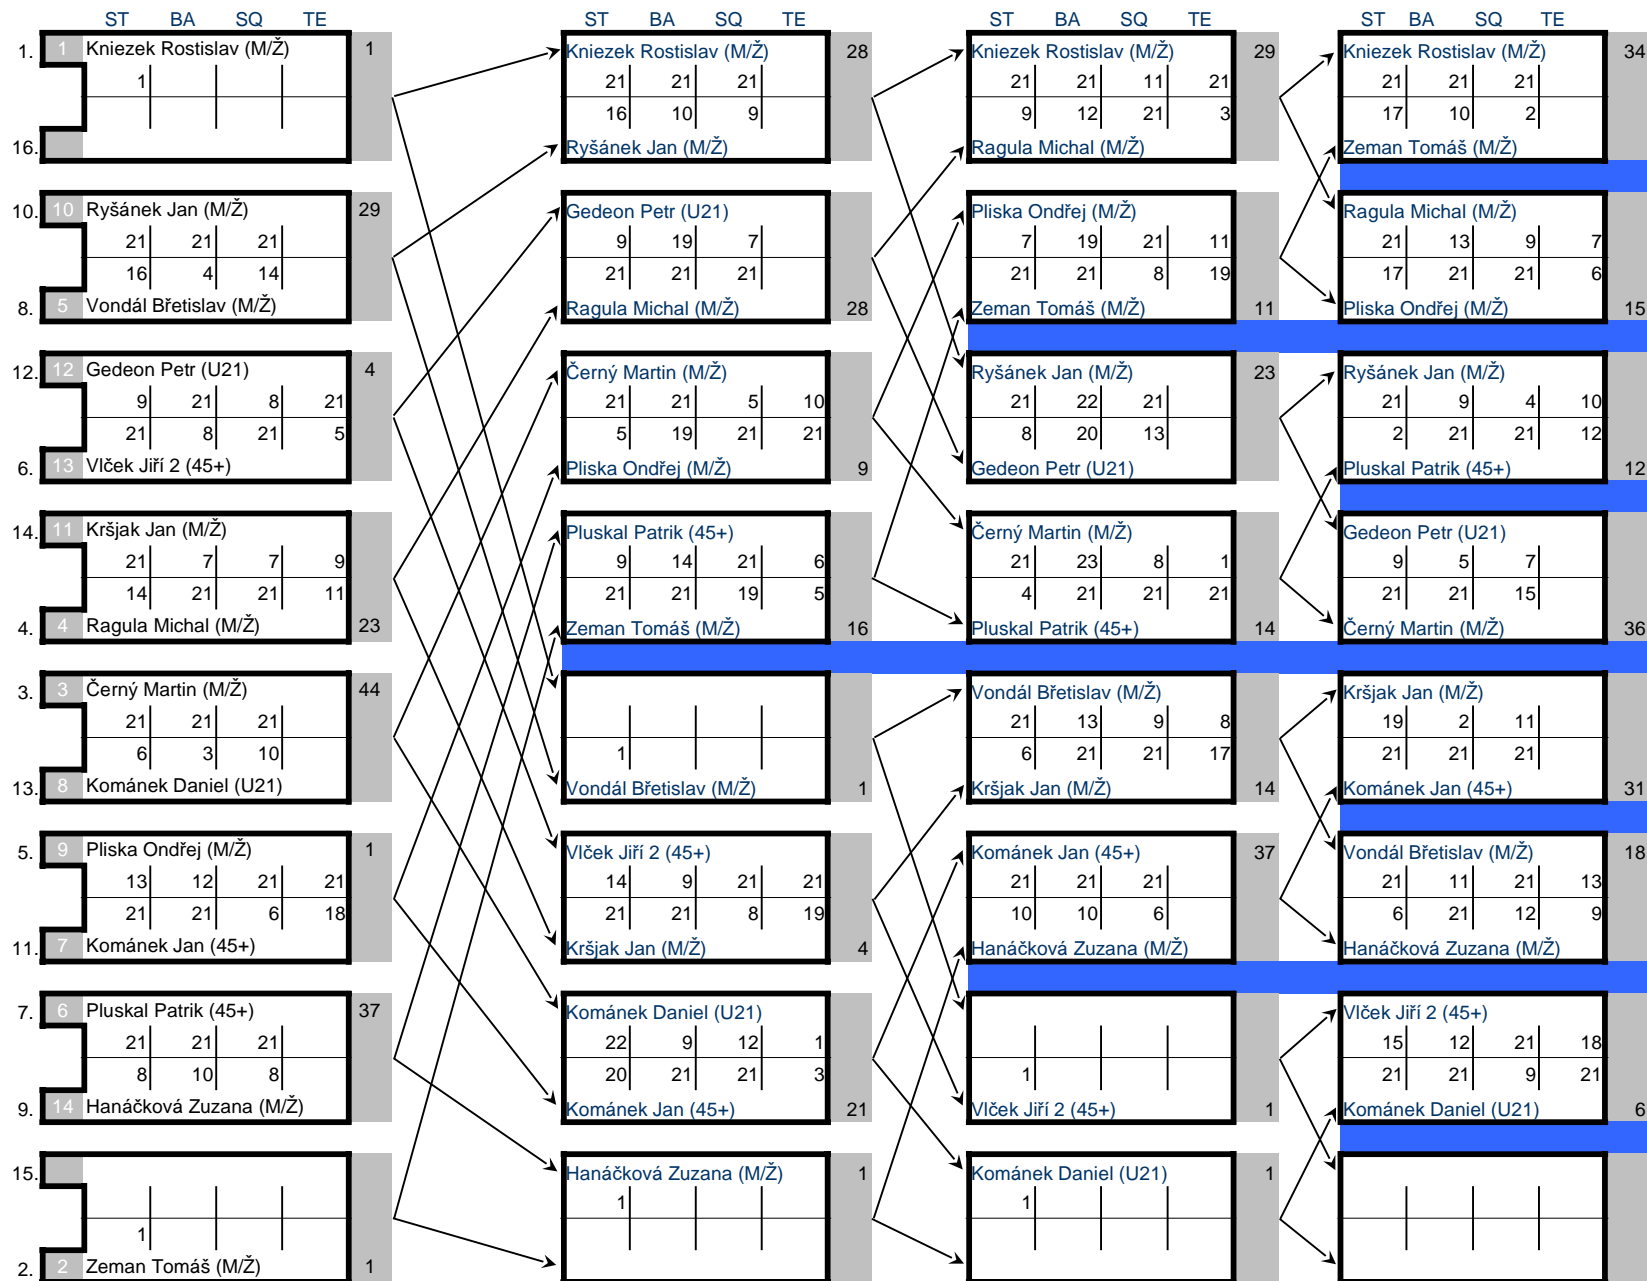 ST BA SQ TE ST BA SQ TE ST BA SQ TE ST BA SQ TE
1. 1 Kniezek Rostislav (M/Ž) 1 Kniezek Rostislav (M/Ž) 28 Kniezek Rostislav (M/Ž) 29 Kniezek Rostislav (M/Ž) 34
1 21 21 21 21 21 11 21 21 21 21
16 10 9 9 12 21 3 17 10 2
16. Ryšánek Jan (M/Ž) Ragula Michal (M/Ž) Zeman Tomáš (M/Ž)
10. 10 Ryšánek Jan (M/Ž) 29 Gedeon Petr (U21) Pliska Ondřej (M/Ž) Ragula Michal (M/Ž)
21 21 21 9 19 7 7 19 21 11 21 13 9 7
16 4 14 21 21 21 21 21 8 19 17 21 21 6
8. 5 Vondál Břetislav (M/Ž) Ragula Michal (M/Ž) 28 Zeman Tomáš (M/Ž) 11 Pliska Ondřej (M/Ž) 15
12. 12 Gedeon Petr (U21) 4 Černý Martin (M/Ž) Ryšánek Jan (M/Ž) 23 Ryšánek Jan (M/Ž)
9 21 8 21 21 21 5 10 21 22 21 21 9 4 10
21 8 21 5 5 19 21 21 8 20 13 2 21 21 12
6. 13 Vlček Jiří 2 (45+) Pliska Ondřej (M/Ž) 9 Gedeon Petr (U21) Pluskal Patrik (45+) 12
14. 11 Kršjak Jan (M/Ž) Pluskal Patrik (45+) Černý Martin (M/Ž) Gedeon Petr (U21)
21 7 7 9 9 14 21 6 21 23 8 1 9 5 7
14 21 21 11 21 21 19 5 4 21 21 21 21 21 15
4. 4 Ragula Michal (M/Ž) 23 Zeman Tomáš (M/Ž) 16 Pluskal Patrik (45+) 14 Černý Martin (M/Ž) 36
3. 3 Černý Martin (M/Ž) 44 Vondál Břetislav (M/Ž) Kršjak Jan (M/Ž)
21 21 21 21 13 9 8 19 2 11
6 3 10 1 6 21 21 17 21 21 21
13. 8 Kománek Daniel (U21) Vondál Břetislav (M/Ž) 1 Kršjak Jan (M/Ž) 14 Kománek Jan (45+) 31
5. 9 Pliska Ondřej (M/Ž) 1 Vlček Jiří 2 (45+) Kománek Jan (45+) 37 Vondál Břetislav (M/Ž) 18
13 12 21 21 14 9 21 21 21 21 21 21 11 21 13
21 21 6 18 21 21 8 19 10 10 6 6 21 12 9
11. 7 Kománek Jan (45+) Kršjak Jan (M/Ž) 4 Hanáčková Zuzana (M/Ž) Hanáčková Zuzana (M/Ž)
7. 6 Pluskal Patrik (45+) 37 Kománek Daniel (U21) Vlček Jiří 2 (45+)
21 21 21 22 9 12 1 15 12 21 18
8 10 8 20 21 21 3 1 21 21 9 21
9. 14 Hanáčková Zuzana (M/Ž) Kománek Jan (45+) 21 Vlček Jiří 2 (45+) 1 Kománek Daniel (U21) 6
15. Hanáčková Zuzana (M/Ž) 1 Kománek Daniel (U21) 1
1 1
1
2. 2 Zeman Tomáš (M/Ž) 1